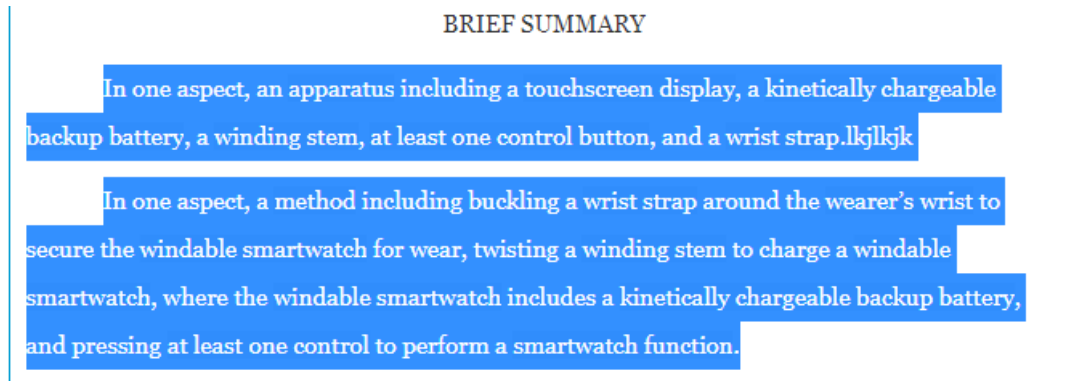 BRIEF SUMMARY
In one aspect, an apparatus including a touchscreen display, a kinetically chargeable
backup battery, a winding stem, at least one control button, and a wrist strap.lkjlkjk
In one aspect, a method including buckling a wrist strap around the wearer’s wrist to
secure the windable smartwatch for wear, twisting a winding stem to charge a windable
smartwatch, where the windable smartwatch includes a kinetically chargeable backup battery,
and pressing at least one control to perform a smartwatch function.